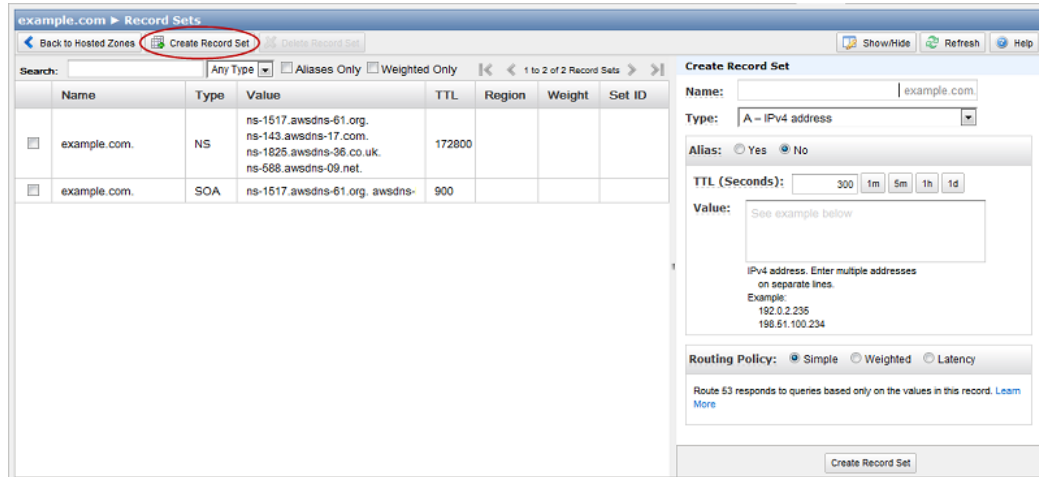 example.com ▶ Record Sets
Back to Hosted Zones Create Record Set Delete Record Set Show/Hide Refresh Help
Search: Any Type Aliases Only Weighted Only 1 to 2 of 2 Record Sets
Name Type Value TTL Region Weight Set ID
example.com. NS ns-1517.awsdns-61.org. 172800
ns-143.awsdns-17.com.
ns-1825.awsdns-36.co.uk.
ns-588.awsdns-09.net.
example.com. SOA ns-1517.awsdns-61.org. awsdns- 900
Create Record Set
Name: example.com.
Type: A – IPv4 address
Alias: Yes No
TTL (Seconds): 300 1m 5m 1h 1d
Value: See example below
IPv4 address. Enter multiple addresses
on separate lines.
Example:
192.0.2.235
198.51.100.234
Routing Policy: Simple Weighted Latency
Route 53 responds to queries based only on the values in this record. Learn
More
Create Record Set